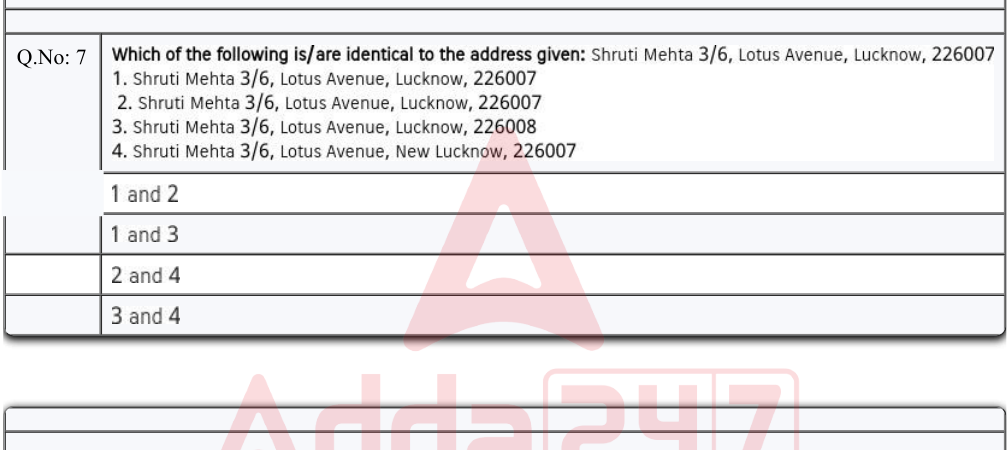 Q.No: 7
Which of the following is/are identical to the address given: Shruti Mehta 3/6, Lotus Avenue, Lucknow, 226007
1. Shruti Mehta 3/6, Lotus Avenue, Lucknow, 226007
2. Shruti Mehta 3/6, Lotus Avenue, Lucknow, 226007
3. Shruti Mehta 3/6, Lotus Avenue, Lucknow, 226008
4. Shruti Mehta 3/6, Lotus Avenue, New Lucknow, 226007
1 and 2
1 and 3
2 and 4
3 and 4
Adda247